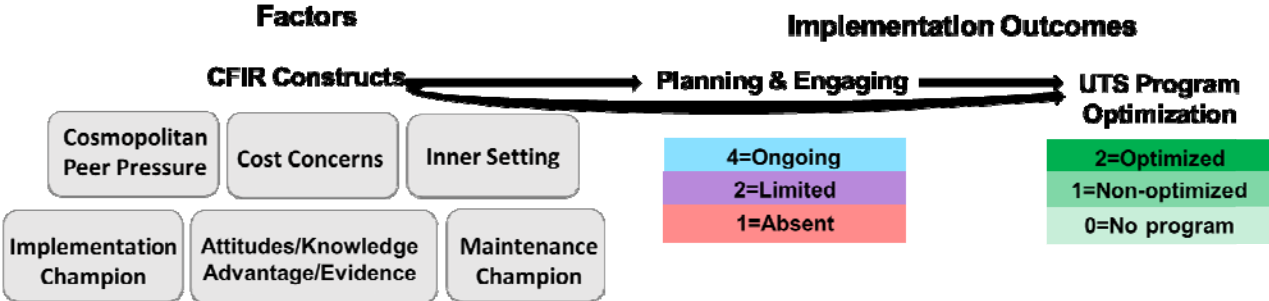 Factors
Implementation Outcomes
CFIR Constructs
Planning & Engaging
UTS Program
Optimization
Cosmopolitan
Peer Pressure
Cost Concerns
Inner Setting
Implementation
Champion
Attitudes/Knowledge
Advantage/Evidence
Maintenance
Champion
4=Ongoing
2=Limited
1=Absent
2=Optimized
1=Non-optimized
0=No program